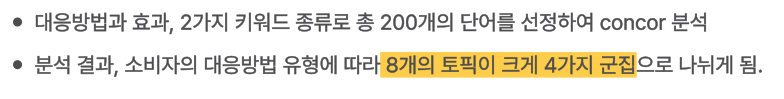 • 대응방법과 효과, 2가지 키워드 종류로 총 200개의 단어를 선정하여 concor 분석
• 분석 결과, 소비자의 대응방법 유형에 따라 8개의 토픽이 크게 4가지 군집으로 나뉘게 됨.